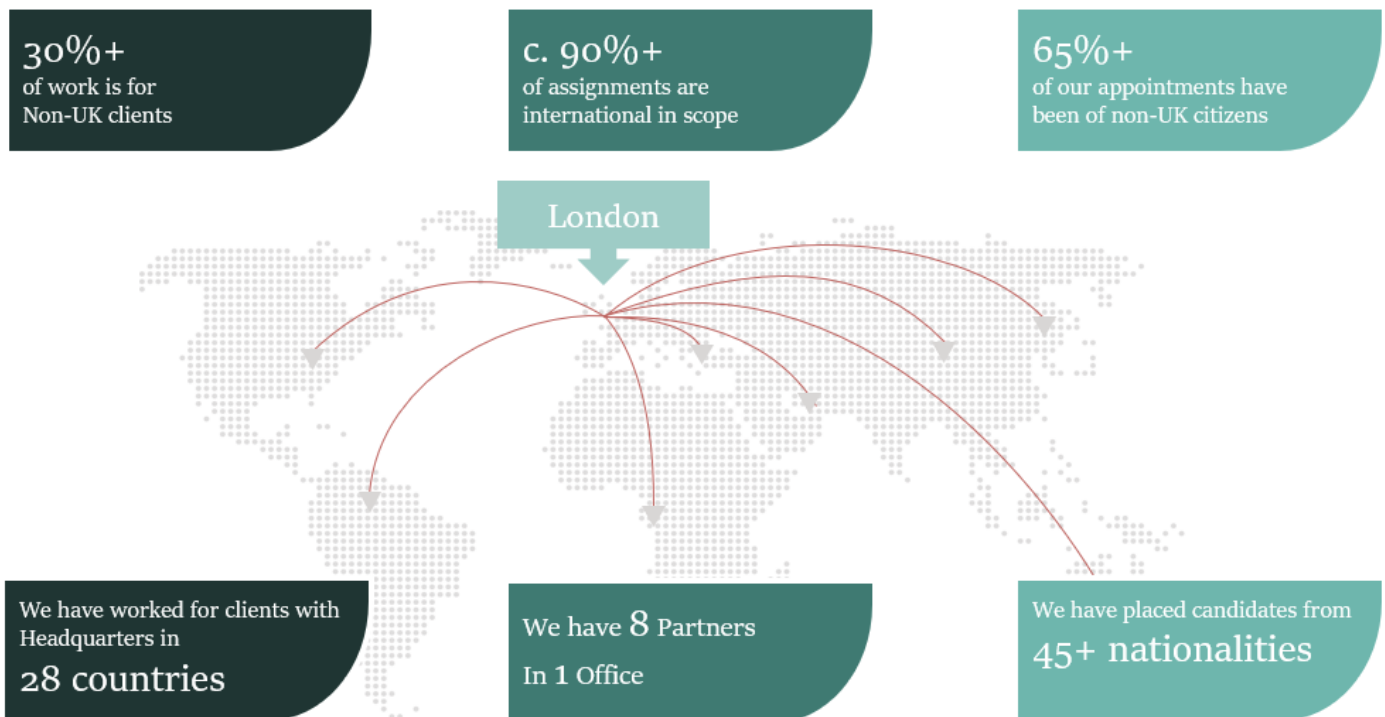 30%+
of work is for
Non-UK clients
c. 90%+
of assignments are
international in scope
65%+
of our appointments have
been of non-UK citizens
London
We have worked for clients with
Headquarters in
28 countries
We have 8 Partners
In 1 Office
We have placed candidates from
45+ nationalities